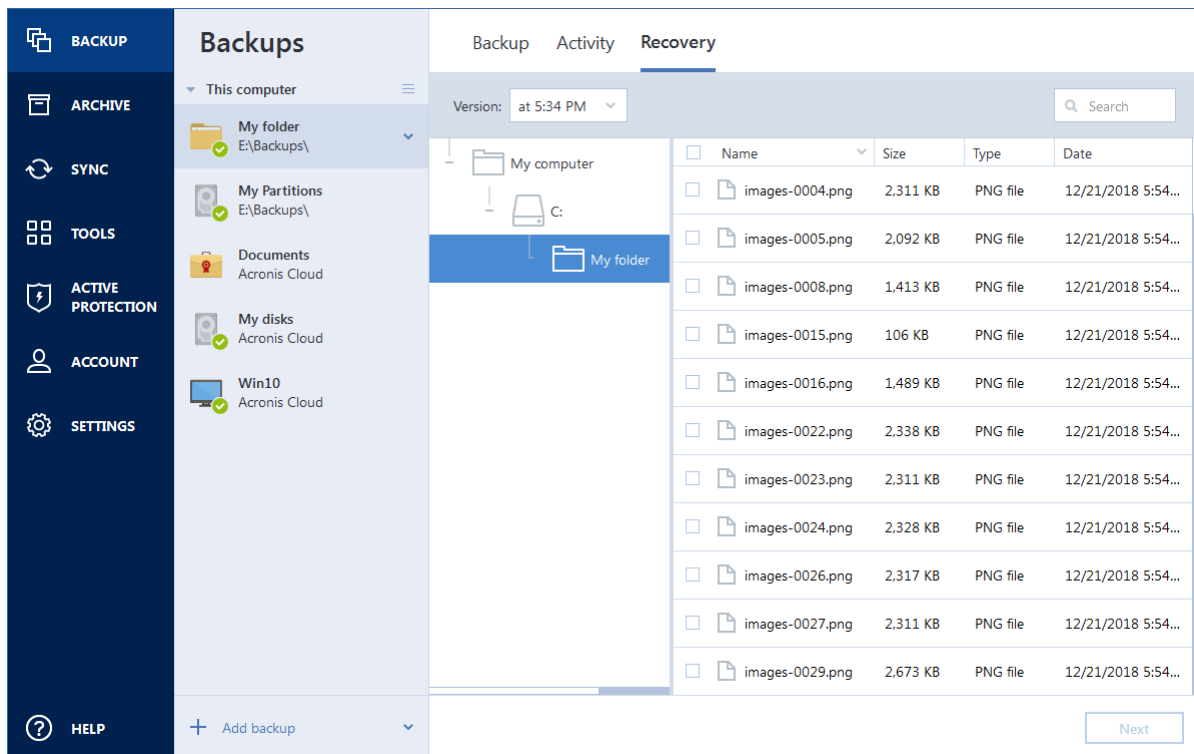 BACKUP
ARCHIVE
SYNC
TOOLS
ACTIVE
PROTECTION
ACCOUNT
SETTINGS
HELP
Backups
This computer
My folder
E:\Backups\
My Partitions
E:\Backups\
Documents
Acronis Cloud
My disks
Acronis Cloud
Win10
Acronis Cloud
Add backup
Backup Activity Recovery
Version: at 5:34 PM Search
My computer
C:
My folder
Name Size Type Date
images-0004.png 2,311 KB PNG file 12/21/2018 5:54...
images-0005.png 2,092 KB PNG file 12/21/2018 5:54...
images-0008.png 1,413 KB PNG file 12/21/2018 5:54...
images-0015.png 106 KB PNG file 12/21/2018 5:54...
images-0016.png 1,489 KB PNG file 12/21/2018 5:54...
images-0022.png 2,338 KB PNG file 12/21/2018 5:54...
images-0023.png 2,311 KB PNG file 12/21/2018 5:54...
images-0024.png 2,328 KB PNG file 12/21/2018 5:54...
images-0026.png 2,317 KB PNG file 12/21/2018 5:54...
images-0027.png 2,311 KB PNG file 12/21/2018 5:54...
images-0029.png 2,673 KB PNG file 12/21/2018 5:54...
Next